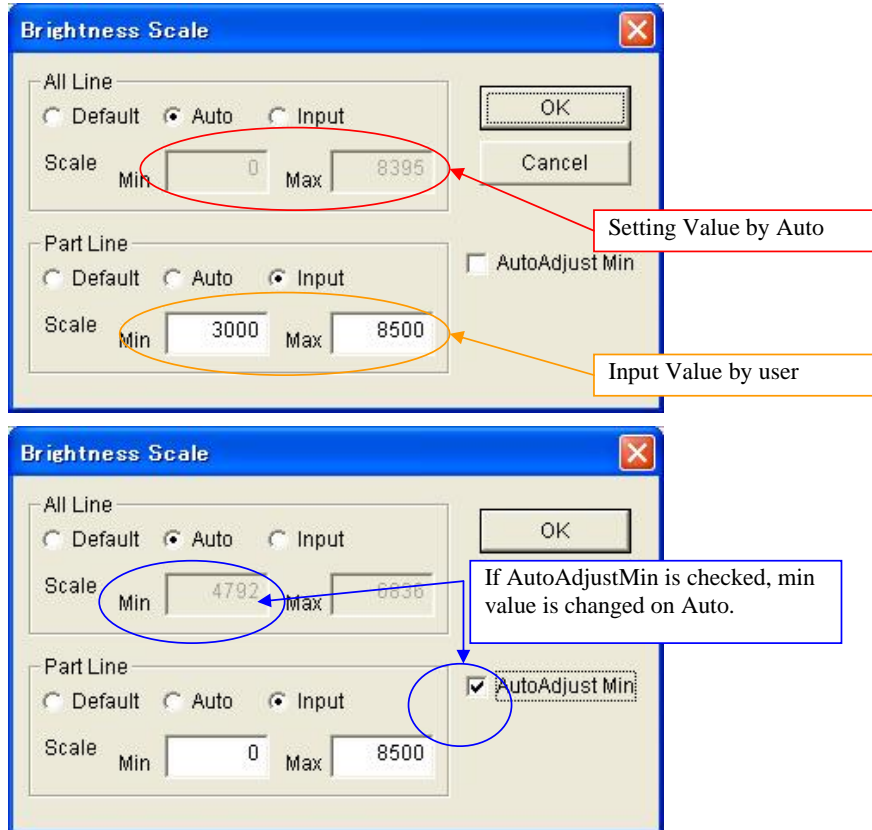 Brightness Scale
All Line
Default Auto Input
OK
Scale Min 0 Max 8395
Cancel
Setting Value by Auto
Part Line
AutoAdjust Min
Default Auto Input
Scale Min 3000 Max 8500
Input Value by user
Brightness Scale
All Line
Default Auto Input
OK
Scale Min 4792 Max 6836
If AutoAdjustMin is checked, min
value is changed on Auto.
Part Line
AutoAdjust Min
Default Auto Input
Scale Min 0 Max 8500